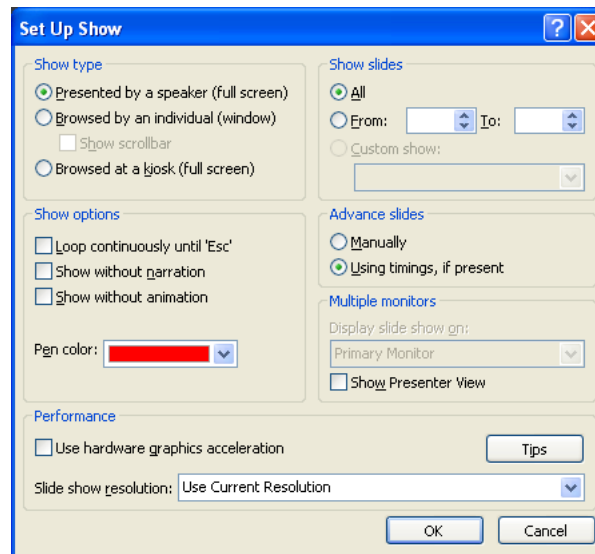 Set Up Show
Show type
Presented by a speaker (full screen)
Browsed by an individual (window)
Show scrollbar
Browsed at a kiosk (full screen)
Show slides
All
From: To:
Custom show:
Show options
Loop continuously until 'Esc'
Show without narration
Show without animation
Pen color:
Advance slides
Manually
Using timings, if present
Multiple monitors
Display slide show on:
Primary Monitor
Show Presenter View
Performance
Use hardware graphics acceleration
Tips
Slide show resolution: Use Current Resolution
OK Cancel